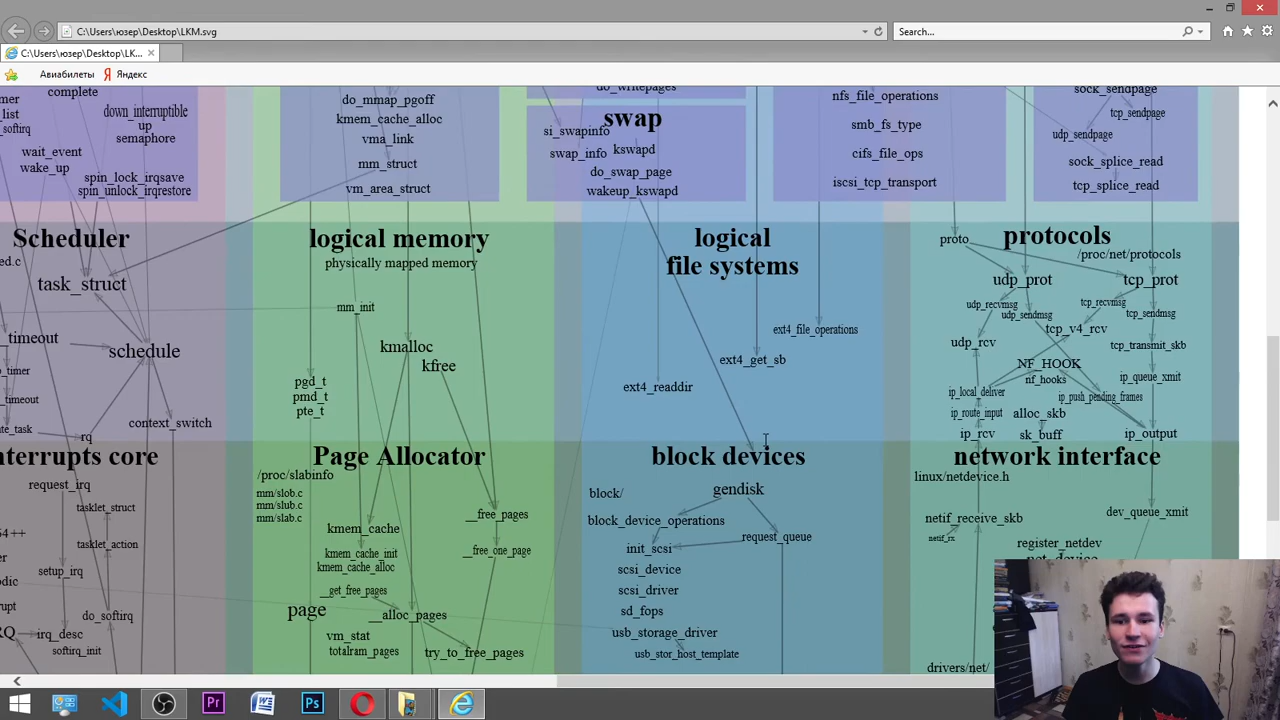 C:\Users\юзер\Desktop\LKM.svg
Search...
C:\Users\юзер\Desktop\LK...
Авиабилеты
Яндекс
complete
down_interruptible
up
semaphore
wait_event
wake_up
spin_lock_irqsave
spin_unlock_irqrestore
do_mmap_pgoff
kmem_cache_alloc
vma_link
mm_struct
vm_area_struct
do_writepages
swap
si_swapinfo
kswapd
swap_info
do_swap_page
wakeup_kswapd
nfs_file_operations
smb_fs_type
cifs_file_ops
iscsi_tcp_transport
sock_sendpage
tcp_sendpage
udp_sendpage
sock_splice_read
tcp_splice_read
Scheduler
task_struct
schedule
context_switch
rq
logical memory
physically mapped memory
mm_init
kmalloc
kfree
pgd_t
pmd_t
pte_t
logical
file systems
ext4_file_operations
ext4_get_sb
ext4_readdir
protocols
proto
/proc/net/protocols
udp_prot
tcp_prot
udp_recvmsg
udp_sendmsg
tcp_recvmsg
tcp_sendmsg
udp_rcv
tcp_v4_rcv
tcp_transmit_skb
NF_HOOK
nf_hooks
ip_queue_xmit
ip_local_deliver
ip_push_pending_frames
ip_route_input
alloc_skb
ip_rcv
sk_buff
ip_output
nterrupts core
request_irq
tasklet_struct
tasklet_action
setup_irq
do_softirq
irq_desc
softirq_init
Page Allocator
/proc/slabinfo
mm/slob.c
mm/slub.c
mm/slab.c
kmem_cache
kmem_cache_init
kmem_cache_alloc
__free_pages
__free_one_page
__get_free_pages
page
__alloc_pages
vm_stat
totalram_pages
try_to_free_pages
block devices
block/
gendisk
block_device_operations
request_queue
init_scsi
scsi_device
scsi_driver
sd_fops
usb_storage_driver
usb_stor_host_template
network interface
linux/netdevice.h
dev_queue_xmit
netif_receive_skb
netif_rx
register_netdev
net_device
drivers/net/